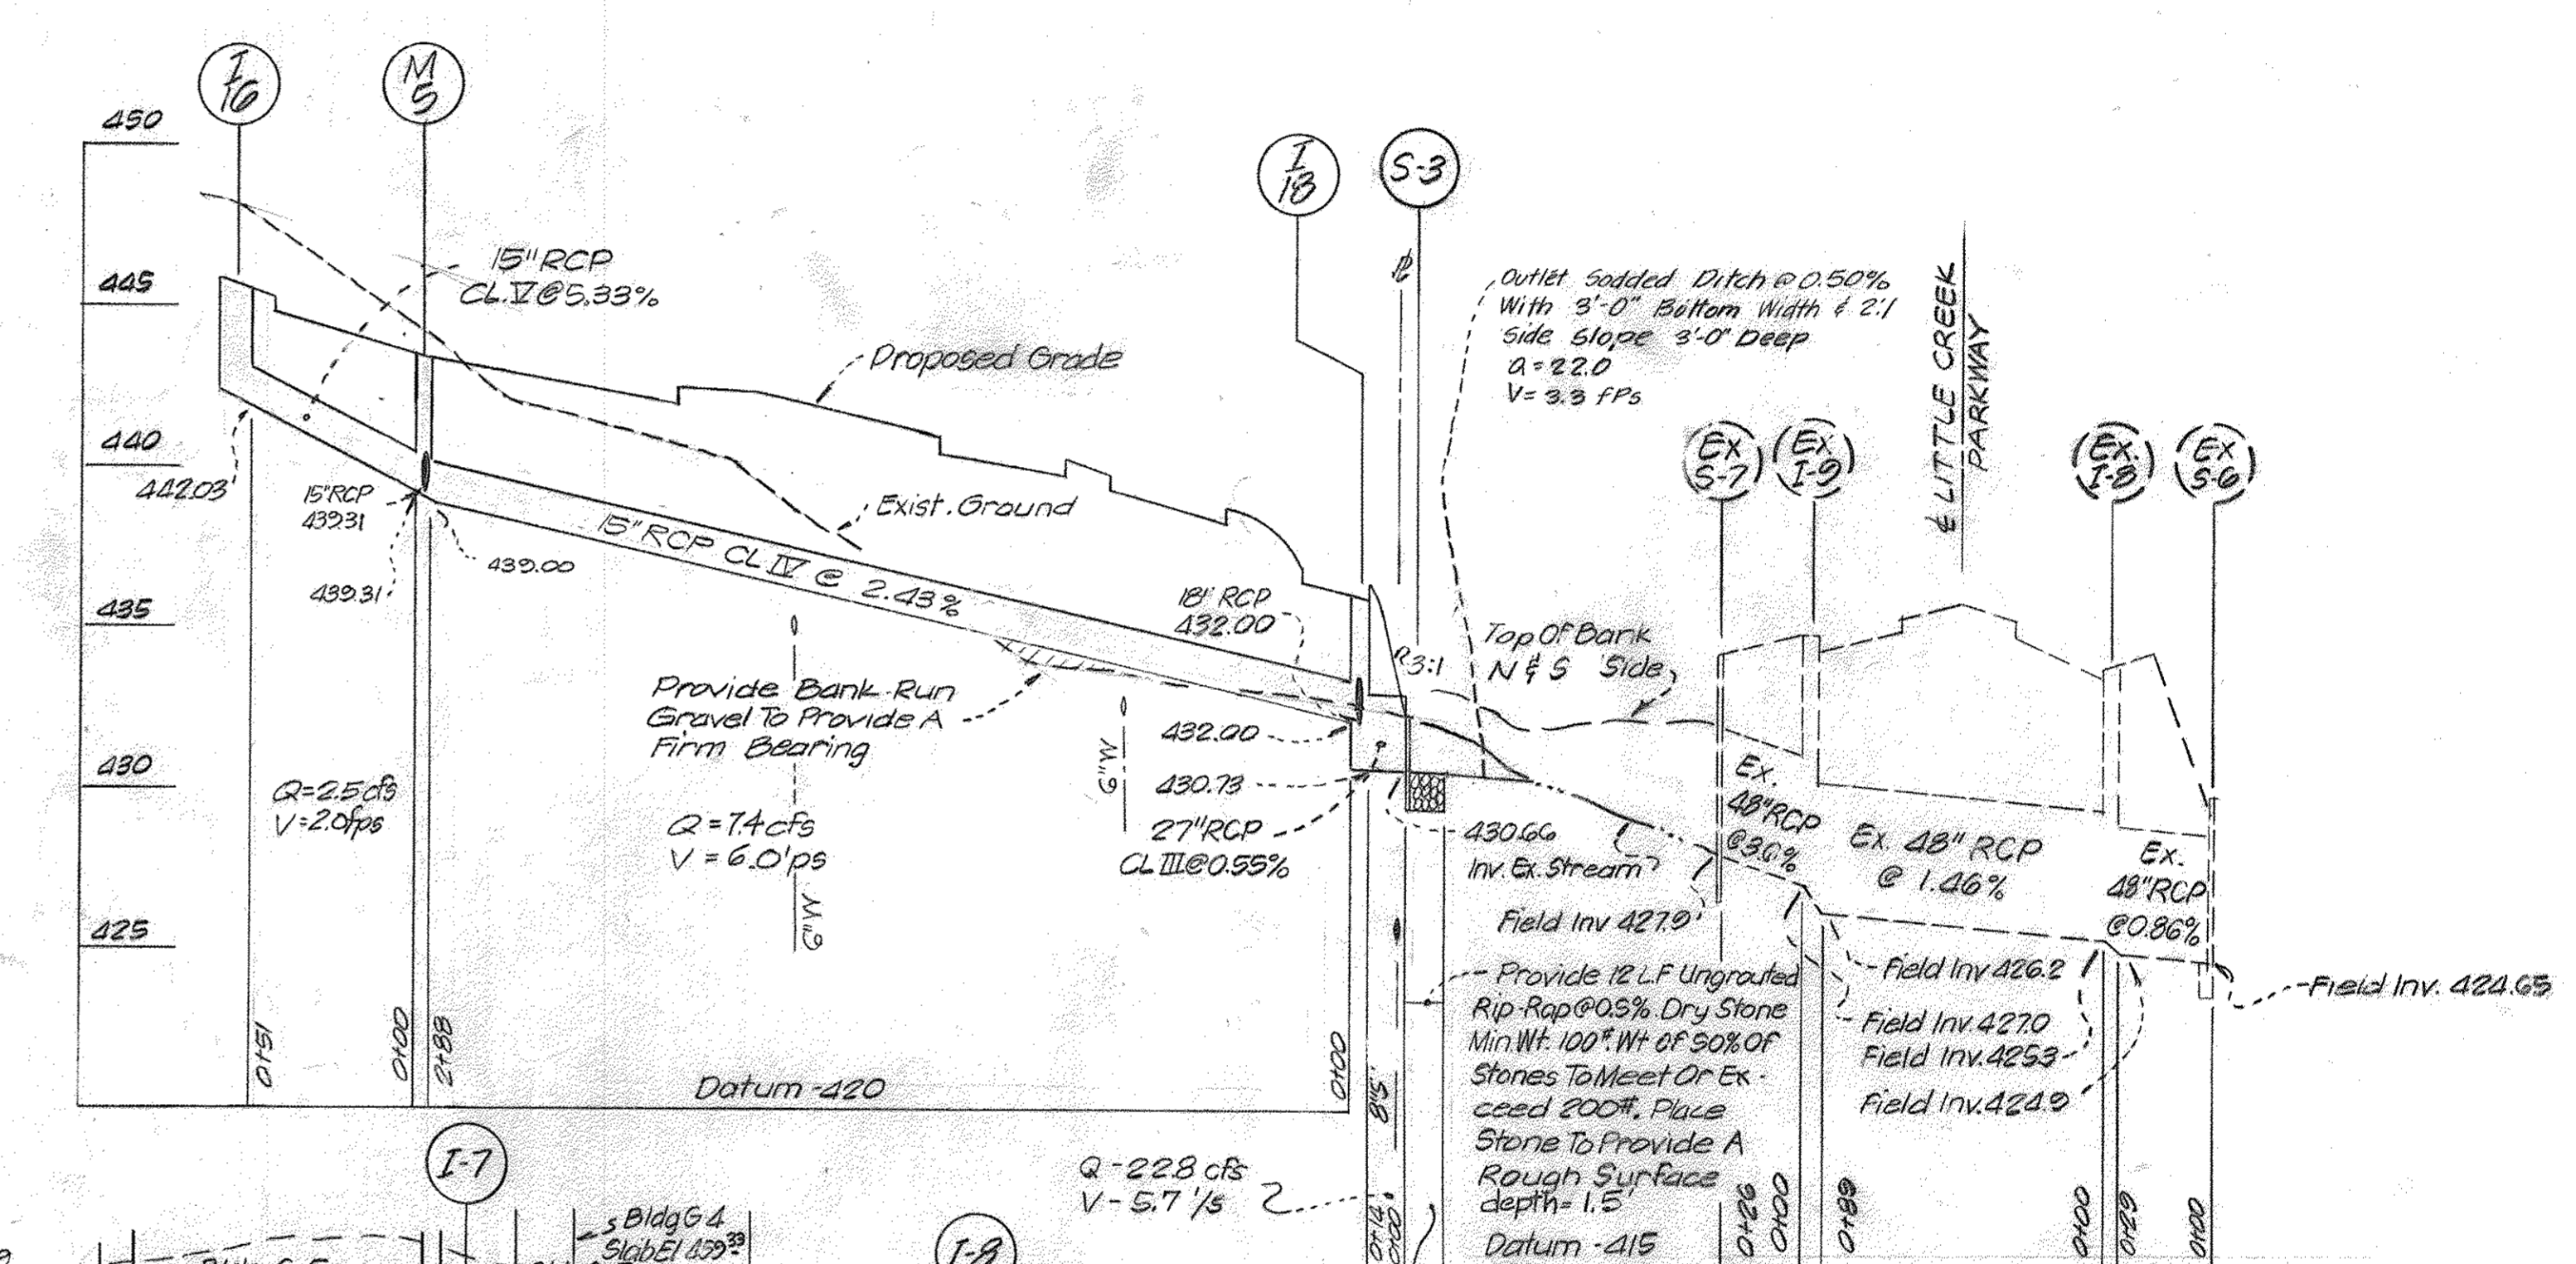 I
16
M
5
I
18
S-3
450
445
440
435
430
425
15" RCP
CL.V@5.33%
Proposed Grade
Exist. Ground
442.03
15"RCP
439.31
439.31
439.00
15" RCP CL IV @ 2.43%
Provide Bank-Run
Gravel To Provide A
Firm Bearing
6"W
18" RCP
432.00
432.00
430.73
27"RCP
CL III@0.55%
Q=2.5cfs
V=2.0fps
Q=7.4cfs
V=6.0'ps
6"W
0+51
0+00
2+88
Datum -420
0+00
Outlet Sodded Ditch @ 0.50%
With 3'-0" Bottom Width & 2:1
Side Slope 3'-0" Deep
Q=22.0
V=3.3 fPs
3:1
Top Of Bank
N & S Side
430.66
Inv. Ex. Stream
Field Inv 427.9
Ex
S-7
Ex
I-9
℄ LITTLE CREEK
PARKWAY
Ex.
I-8
Ex
S-6
Ex.
48"RCP
Ex. 48" RCP
@ 1.46%
Ex.
48"RCP
@0.86%
Field Inv 426.2
Field Inv 427.0
Field Inv. 425.3
Field Inv. 424.9
Field Inv. 424.65
Provide 12 L.F Ungrouted
Rip-Rap@0.5% Dry Stone
Min Wt. 100#. Wt of 50% Of
Stones To Meet Or Ex-
ceed 200#. Place
Stone To Provide A
Rough Surface
depth= 1.5'
Datum -415
8"S
Q-22.8 cfs
V-5.7 '/s
0+14
0+00
0+26
0+00
0+89
0+00
0+29
0+00
I-7
Bldg G 4
Slab El 439.33
I-8